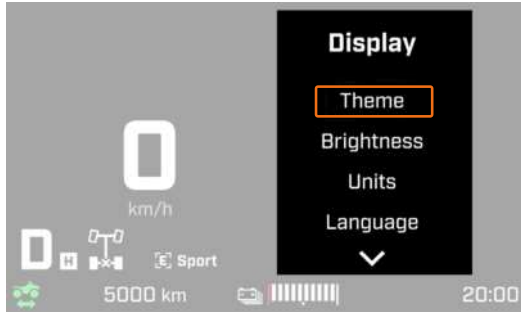 Display
Theme
Brightness
Units
Language
0
km/h
D H [E] Sport
5000 km
20:00